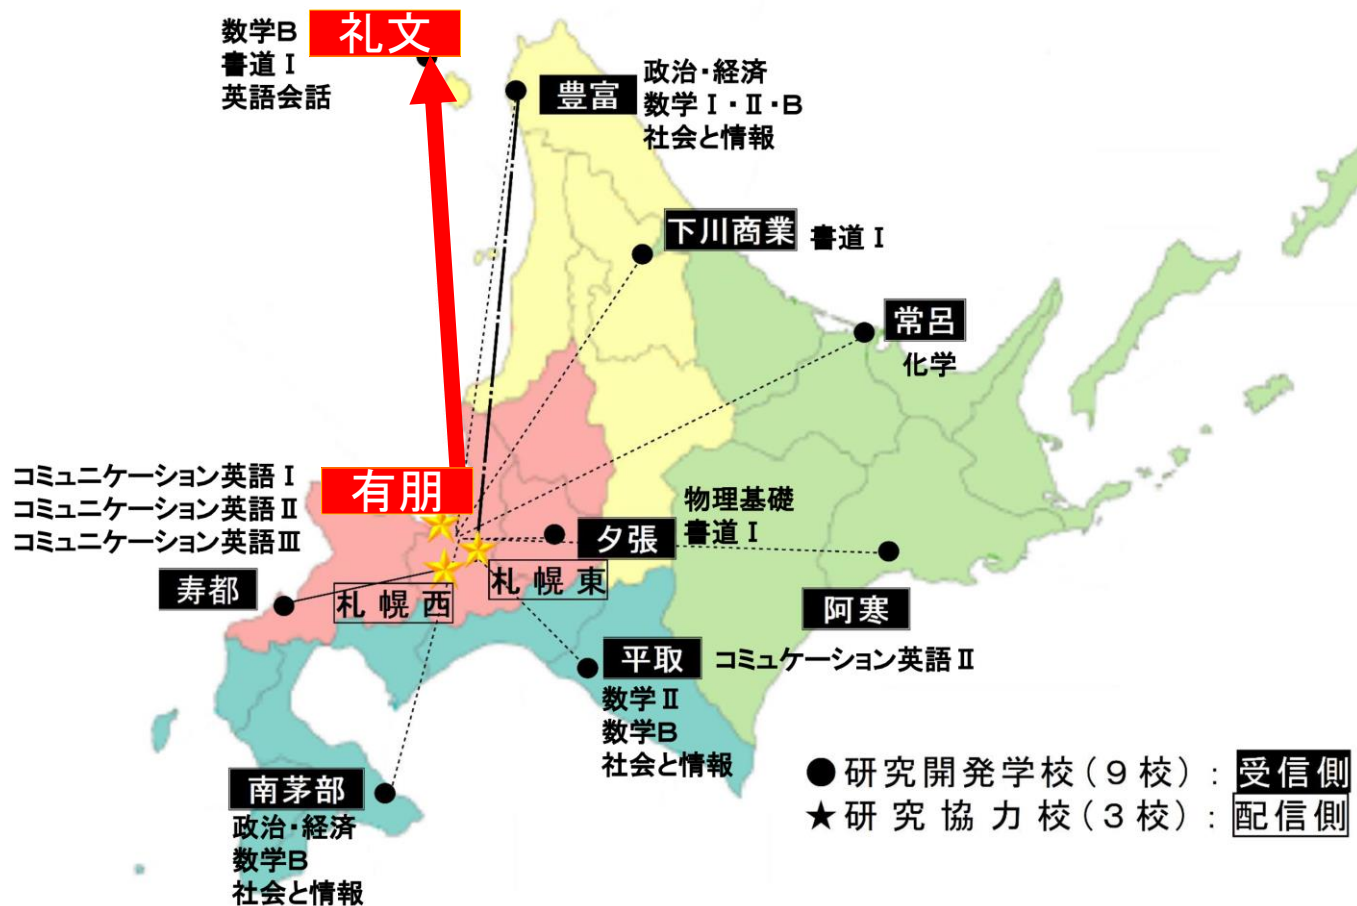 数学B
書道Ⅰ
英語会話
礼文
豊富
政治・経済
数学Ⅰ・Ⅱ・B
社会と情報
下川商業
書道Ⅰ
常呂
化学
コミュニケーション英語Ⅰ
コミュニケーション英語Ⅱ
コミュニケーション英語Ⅲ
有朋
物理基礎
書道Ⅰ
夕張
寿都
札幌西
札幌東
阿寒
コミュケーション英語Ⅱ
平取
数学Ⅱ
数学B
社会と情報
南茅部
政治・経済
数学B
社会と情報
●研究開発学校(9校):受信側
★研究協力校(3校):配信側